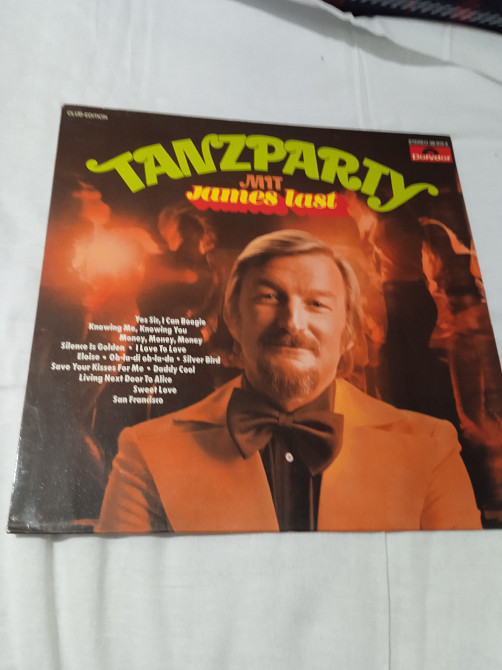 CLUB-EDITION
STEREO
Polydor
TANZPARTY
MIT
James last
Yes Sir, I Can Boogie
Knowing Me, Knowing You
Money, Money, Money
Silence Is Golden • I Love To Love
Eloise • Ob-la-di ob-la-da • Silver Bird
Save Your Kisses For Me • Daddy Cool
Living Next Door To Alice
Sweet Love
San Francisco